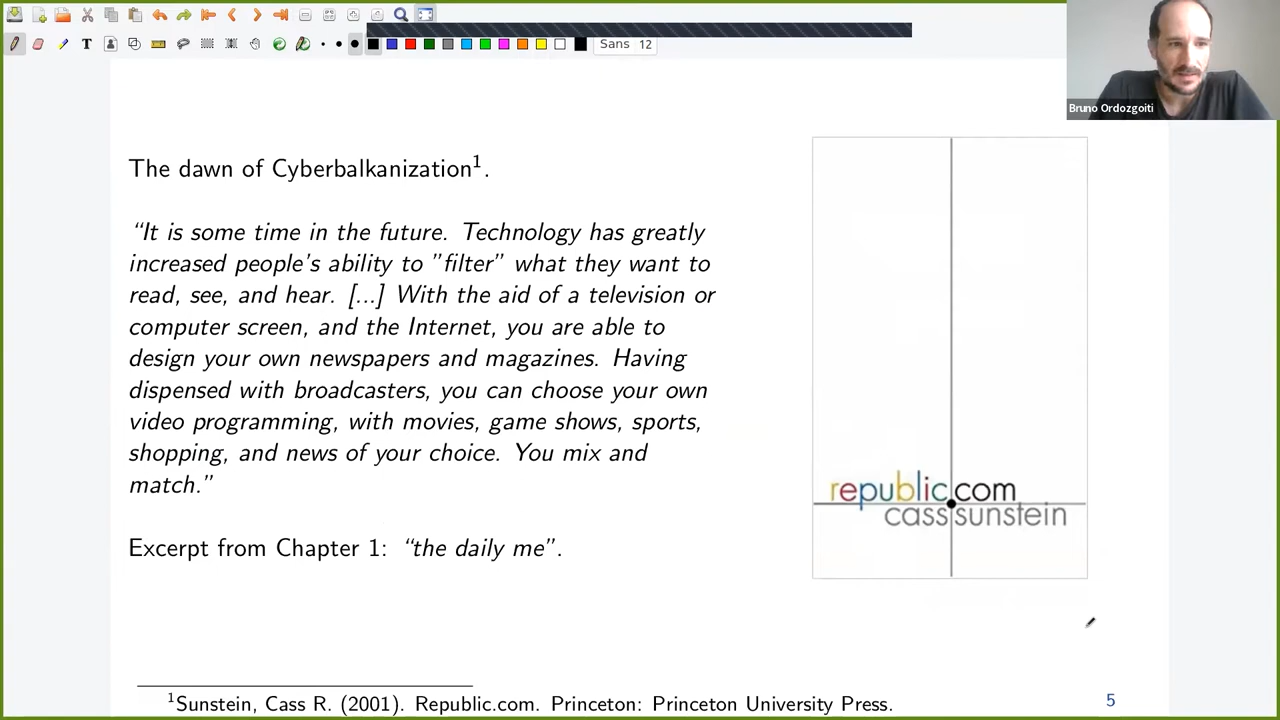 T
Sans 12
Bruno Ordozgoiti
The dawn of Cyberbalkanization1.
“It is some time in the future. Technology has greatly
increased people’s ability to ”filter” what they want to
read, see, and hear. [...] With the aid of a television or
computer screen, and the Internet, you are able to
design your own newspapers and magazines. Having
dispensed with broadcasters, you can choose your own
video programming, with movies, game shows, sports,
shopping, and news of your choice. You mix and
match.”
Excerpt from Chapter 1: “the daily me”.
republic.com
cass sunstein
1Sunstein, Cass R. (2001). Republic.com. Princeton: Princeton University Press.
5